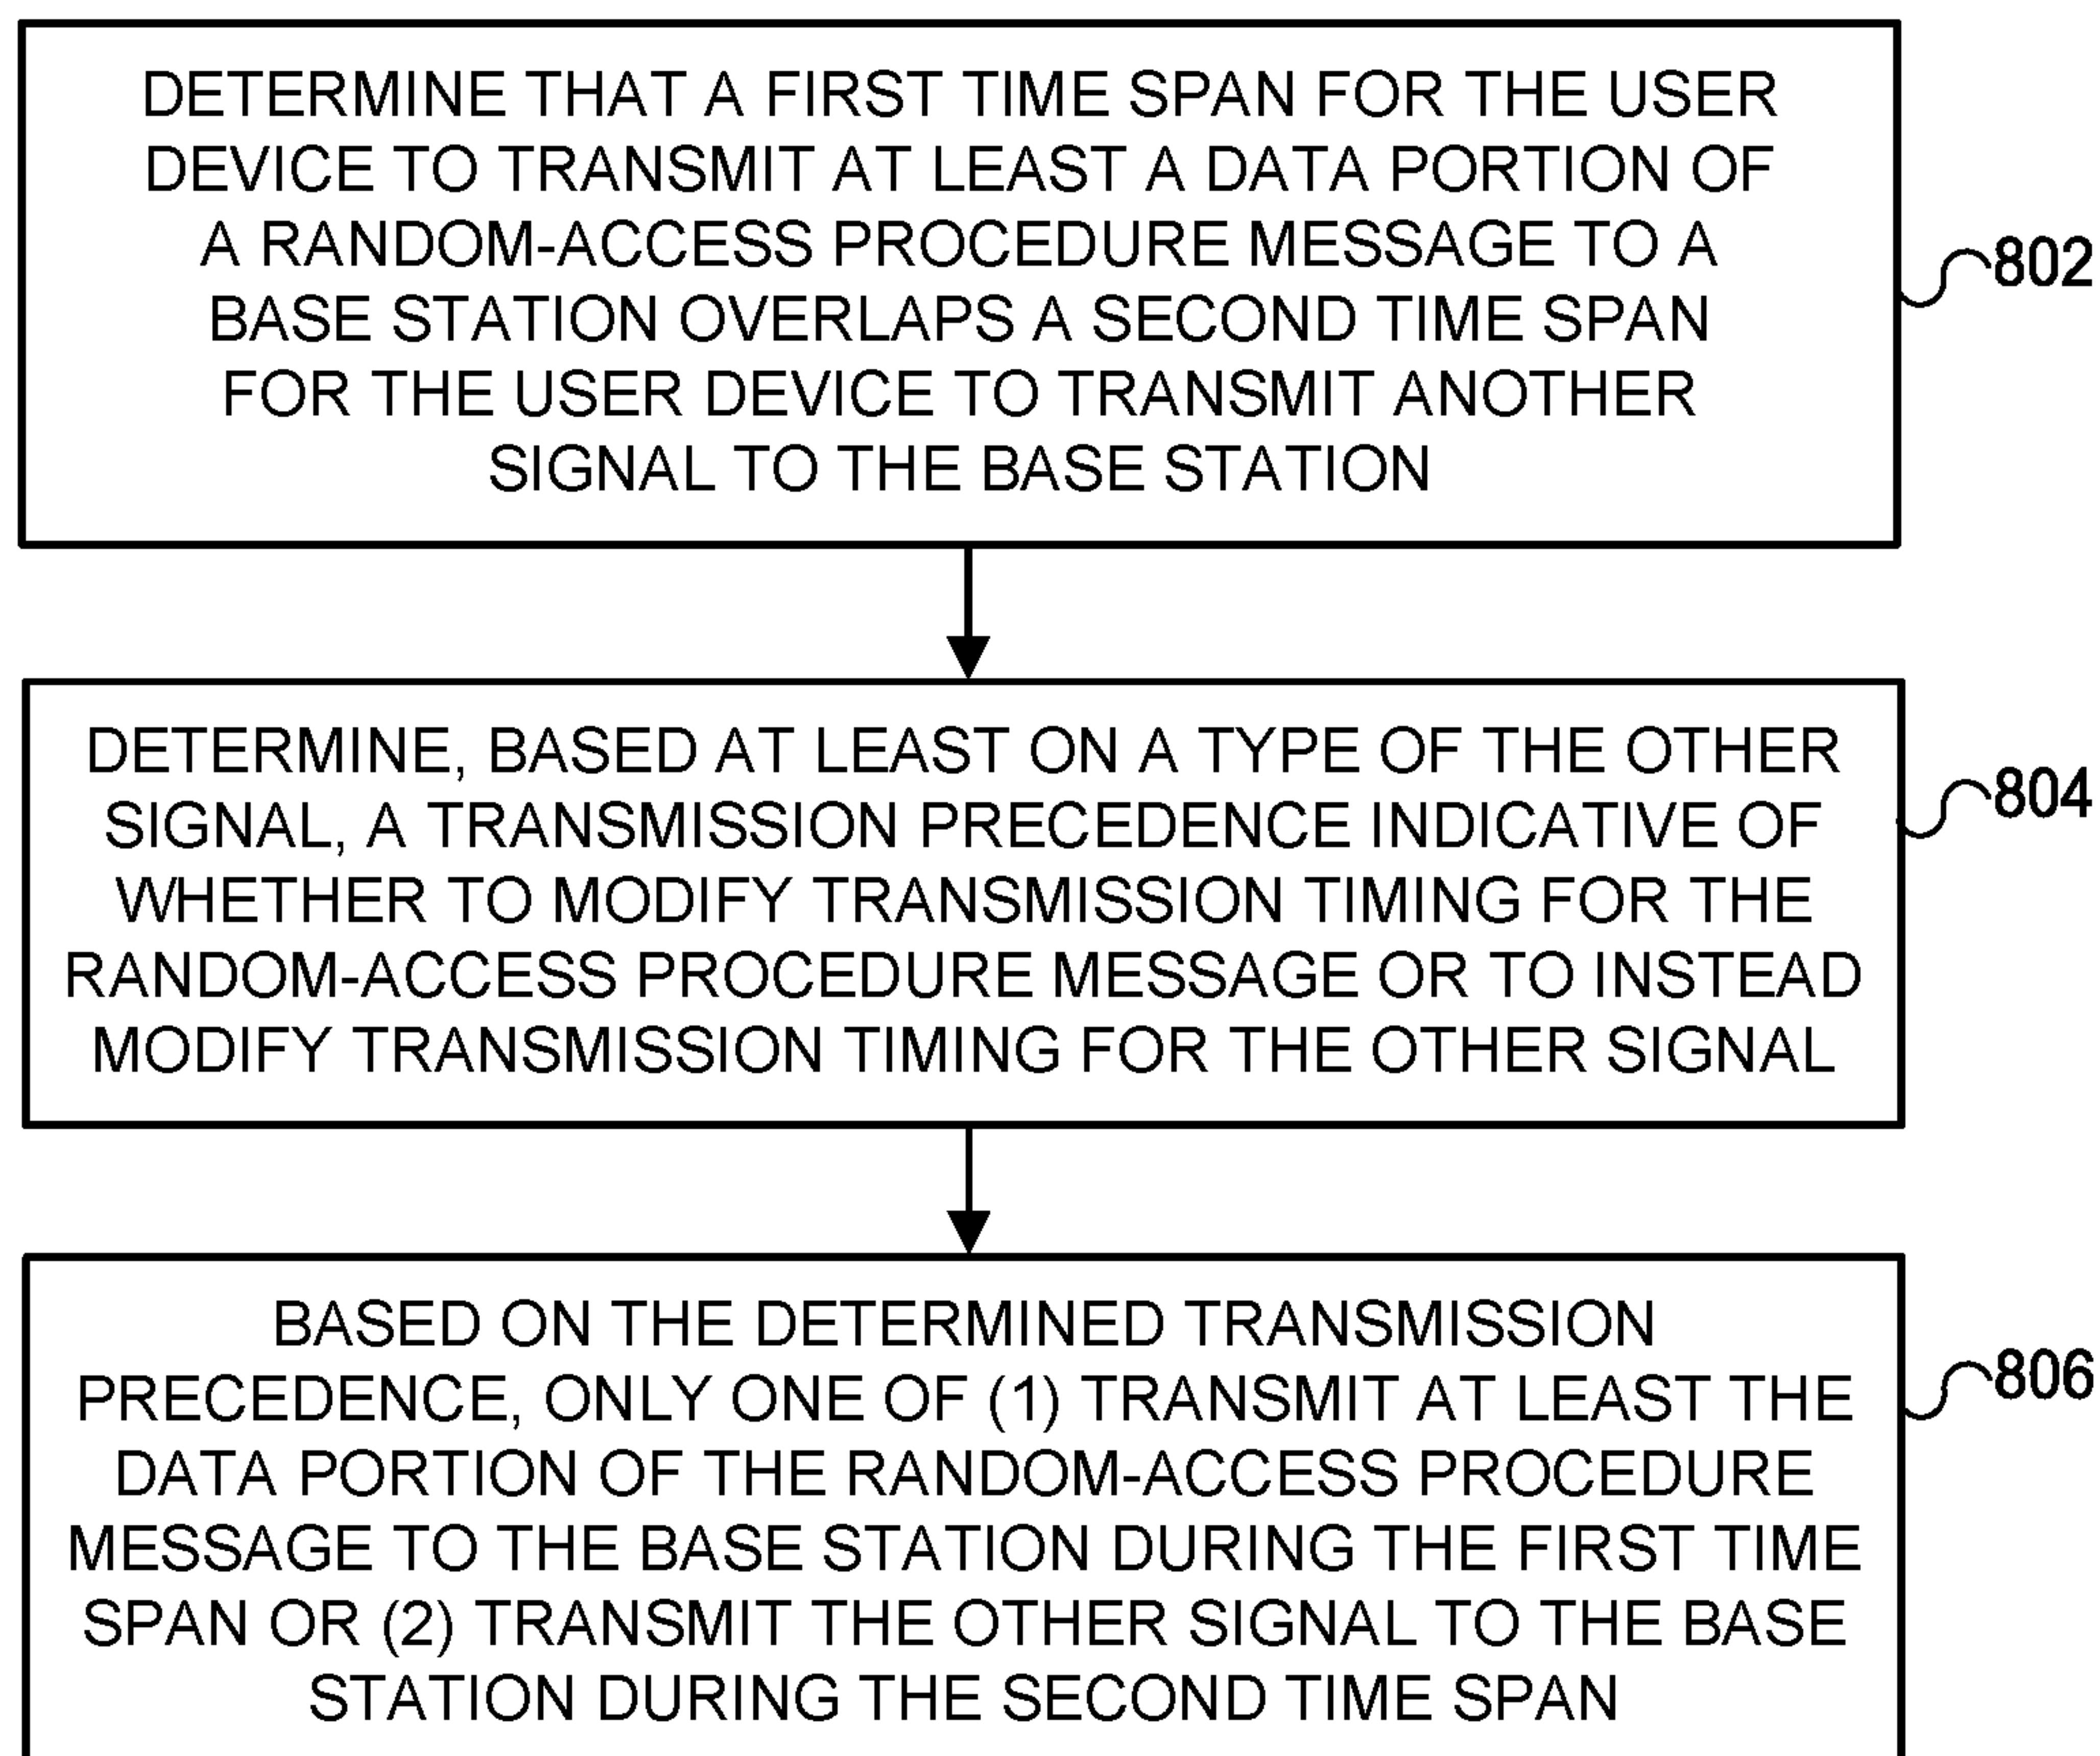 DETERMINE THAT A FIRST TIME SPAN FOR THE USER
DEVICE TO TRANSMIT AT LEAST A DATA PORTION OF
A RANDOM-ACCESS PROCEDURE MESSAGE TO A
BASE STATION OVERLAPS A SECOND TIME SPAN
FOR THE USER DEVICE TO TRANSMIT ANOTHER
SIGNAL TO THE BASE STATION
802
DETERMINE, BASED AT LEAST ON A TYPE OF THE OTHER
SIGNAL, A TRANSMISSION PRECEDENCE INDICATIVE OF
WHETHER TO MODIFY TRANSMISSION TIMING FOR THE
RANDOM-ACCESS PROCEDURE MESSAGE OR TO INSTEAD
MODIFY TRANSMISSION TIMING FOR THE OTHER SIGNAL
804
BASED ON THE DETERMINED TRANSMISSION
PRECEDENCE, ONLY ONE OF (1) TRANSMIT AT LEAST THE
DATA PORTION OF THE RANDOM-ACCESS PROCEDURE
MESSAGE TO THE BASE STATION DURING THE FIRST TIME
SPAN OR (2) TRANSMIT THE OTHER SIGNAL TO THE BASE
STATION DURING THE SECOND TIME SPAN
806